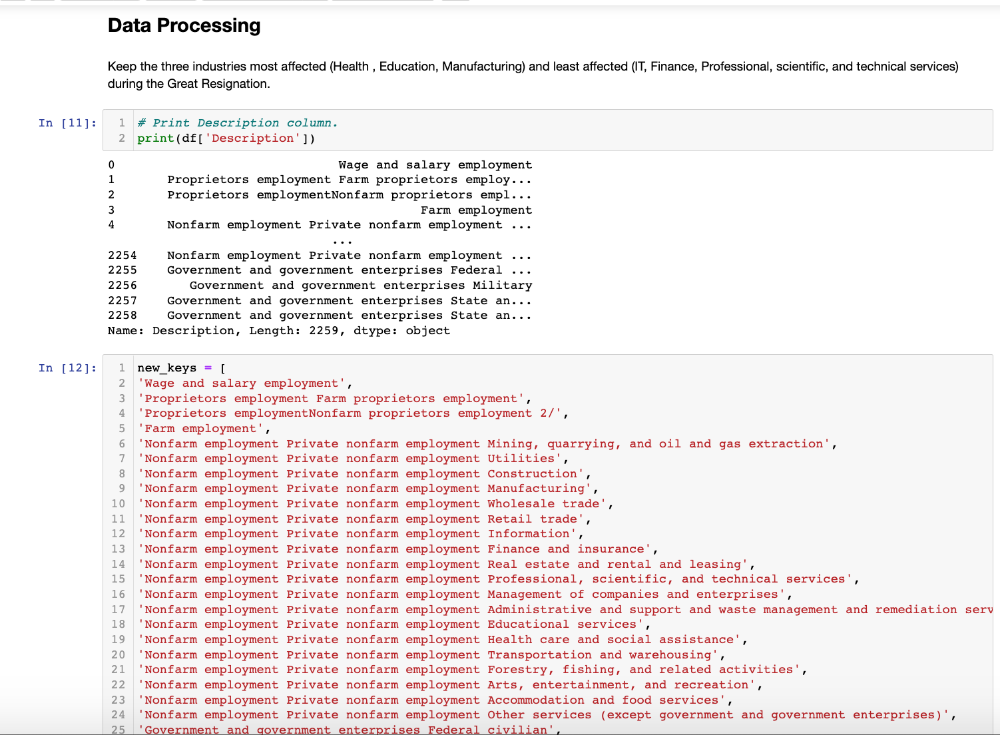 Data Processing
Keep the three industries most affected (Health , Education, Manufacturing) and least affected (IT, Finance, Professional, scientific, and technical services)
during the Great Resignation.
In [11]:
1 # Print Description column.
2 print(df['Description'])
0 Wage and salary employment
1 Proprietors employment Farm proprietors employ...
2 Proprietors employmentNonfarm proprietors empl...
3 Farm employment
4 Nonfarm employment Private nonfarm employment ...
...
2254 Nonfarm employment Private nonfarm employment ...
2255 Government and government enterprises Federal ...
2256 Government and government enterprises Military
2257 Government and government enterprises State an...
2258 Government and government enterprises State an...
Name: Description, Length: 2259, dtype: object
In [12]:
1 new_keys = [
2 'Wage and salary employment',
3 'Proprietors employment Farm proprietors employment',
4 'Proprietors employmentNonfarm proprietors employment 2/',
5 'Farm employment',
6 'Nonfarm employment Private nonfarm employment Mining, quarrying, and oil and gas extraction',
7 'Nonfarm employment Private nonfarm employment Utilities',
8 'Nonfarm employment Private nonfarm employment Construction',
9 'Nonfarm employment Private nonfarm employment Manufacturing',
10 'Nonfarm employment Private nonfarm employment Wholesale trade',
11 'Nonfarm employment Private nonfarm employment Retail trade',
12 'Nonfarm employment Private nonfarm employment Information',
13 'Nonfarm employment Private nonfarm employment Finance and insurance',
14 'Nonfarm employment Private nonfarm employment Real estate and rental and leasing',
15 'Nonfarm employment Private nonfarm employment Professional, scientific, and technical services',
16 'Nonfarm employment Private nonfarm employment Management of companies and enterprises',
17 'Nonfarm employment Private nonfarm employment Administrative and support and waste management and remediation serv
18 'Nonfarm employment Private nonfarm employment Educational services',
19 'Nonfarm employment Private nonfarm employment Health care and social assistance',
20 'Nonfarm employment Private nonfarm employment Transportation and warehousing',
21 'Nonfarm employment Private nonfarm employment Forestry, fishing, and related activities',
22 'Nonfarm employment Private nonfarm employment Arts, entertainment, and recreation',
23 'Nonfarm employment Private nonfarm employment Accommodation and food services',
24 'Nonfarm employment Private nonfarm employment Other services (except government and government enterprises)',
25 'Government and government enterprises Federal civilian',